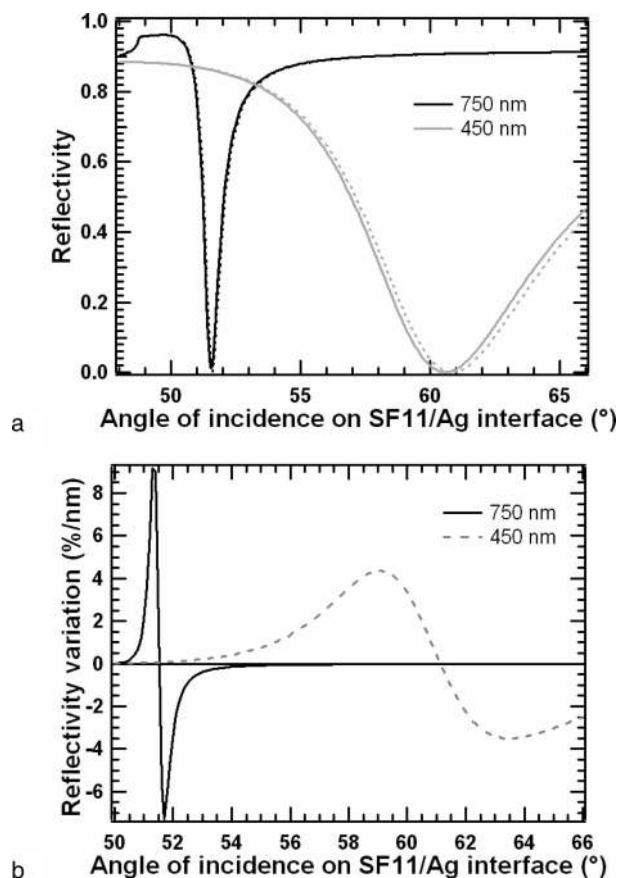 1.0
0.8
0.6
0.4
0.2
0.0
Reflectivity
750 nm
450 nm
50
55
60
65
Angle of incidence on SF11/Ag interface (°)
a
8
6
4
2
0
-2
-4
-6
Reflectivity variation (%/nm)
750 nm
450 nm
50
52
54
56
58
60
62
64
66
Angle of incidence on SF11/Ag interface (°)
b